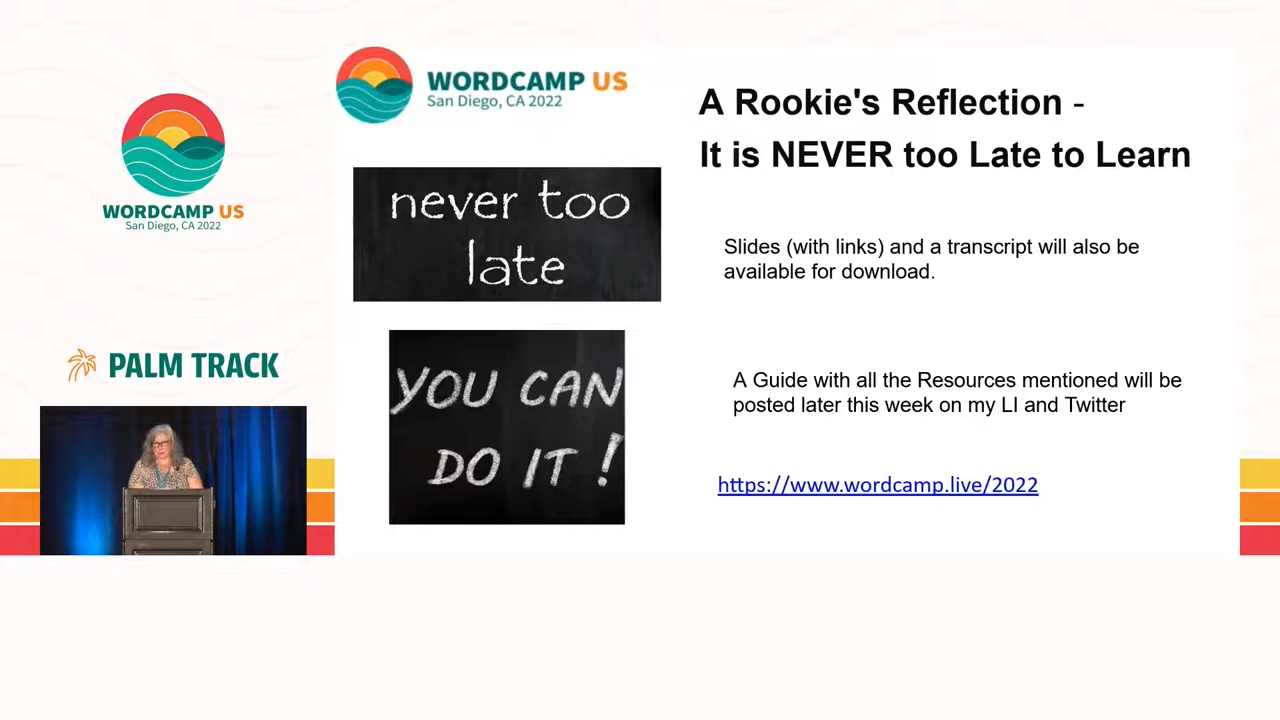 WORDCAMP US
San Diego, CA 2022
PALM TRACK
WORDCAMP US
San Diego, CA 2022
never too
late
YOU CAN
DO IT!
A Rookie's Reflection -
It is NEVER too Late to Learn
Slides (with links) and a transcript will also be
available for download.
A Guide with all the Resources mentioned will be
posted later this week on my LI and Twitter
https://www.wordcamp.live/2022